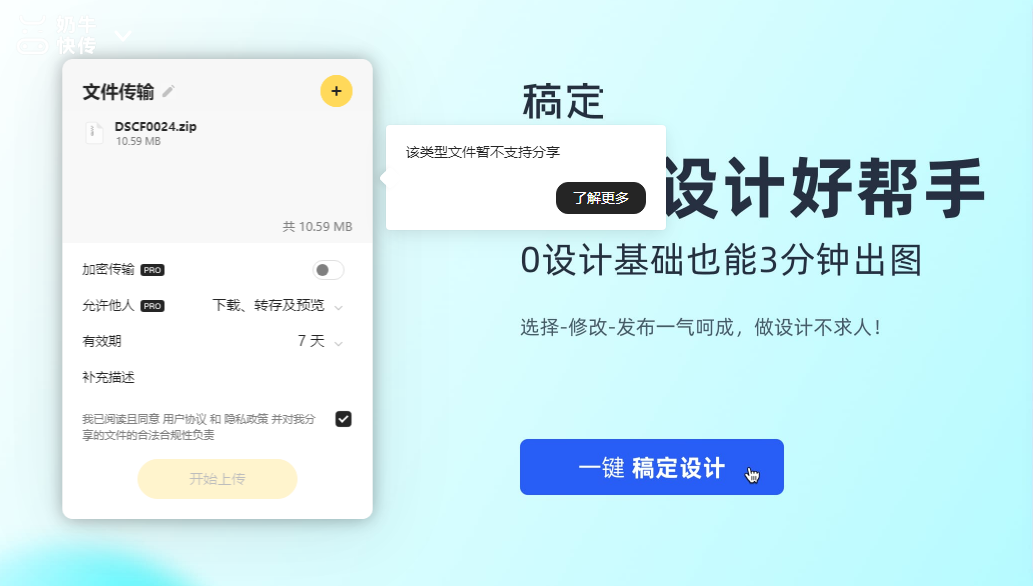 奶牛
快传
文件传输
+
DSCF0024.zip
10.59 MB
共 10.59 MB
该类型文件暂不支持分享
了解更多
加密传输 PRO
允许他人 PRO 下载、转存及预览
有效期 7 天
补充描述
我已阅读且同意 用户协议 和 隐私政策 并对我分
享的文件的合法合规性负责
开始上传
稿定
设计好帮手
0设计基础也能3分钟出图
选择-修改-发布一气呵成，做设计不求人！
一键 稿定设计